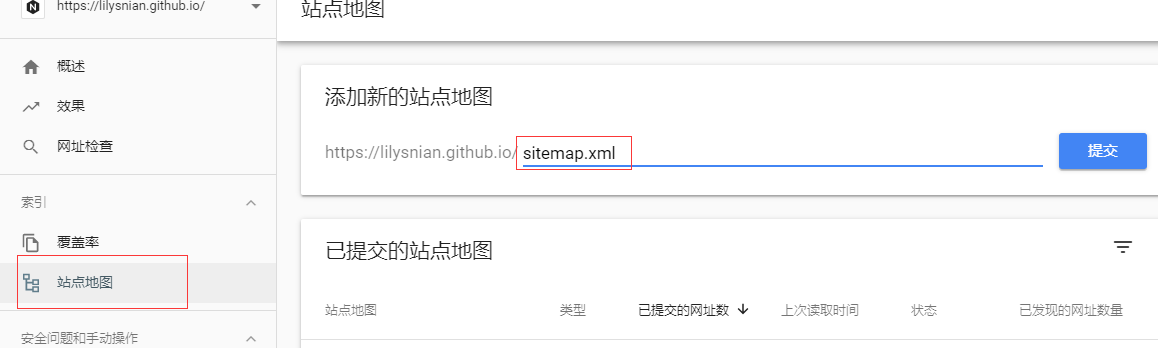 https://lilysnian.github.io/
站点地图
概述
效果
网址检查
索引
覆盖率
站点地图
安全问题和手动操作
添加新的站点地图
https://lilysnian.github.io/ sitemap.xml
提交
已提交的站点地图
站点地图 类型 已提交的网址数 上次读取时间 状态 已发现的网址数量